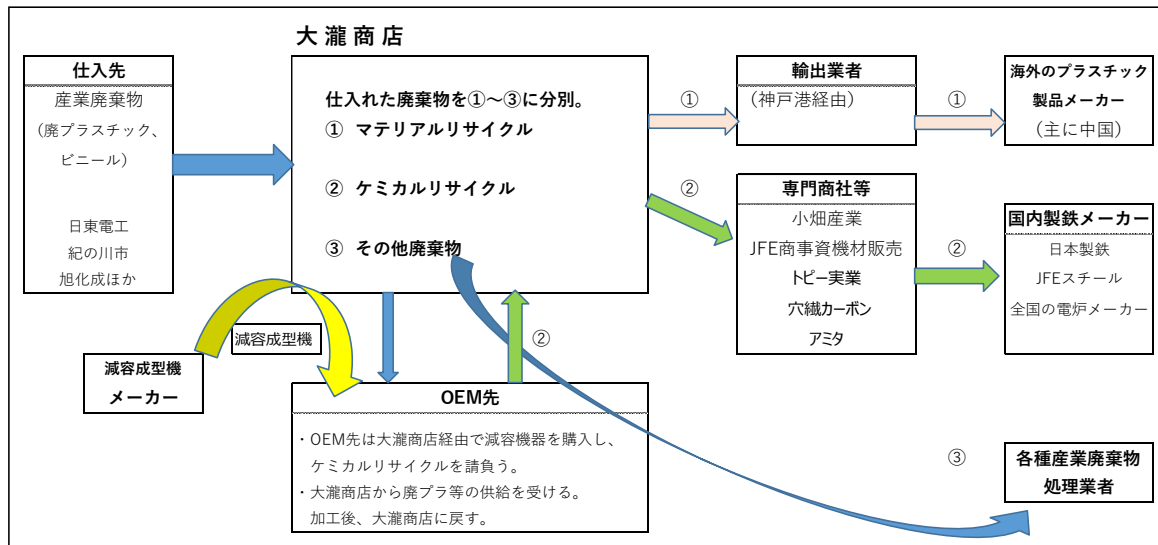 大瀧商店
仕入先
産業廃棄物
(廃プラスチック、
ビニール)
日東電工
紀の川市
旭化成ほか
仕入れた廃棄物を①～③に分別。
① マテリアルリサイクル
② ケミカルリサイクル
③ その他廃棄物
①
輸出業者
(神戸港経由)
①
海外のプラスチック
製品メーカー
(主に中国)
②
専門商社等
小畑産業
JFE商事資機材販売
トピー実業
穴織カーボン
アミタ
②
国内製鉄メーカー
日本製鉄
JFEスチール
全国の電炉メーカー
減容成型機
減容成型機
メーカー
②
OEM先
・OEM先は大瀧商店経由で減容機器を購入し、
ケミカルリサイクルを請負う。
・大瀧商店から廃プラ等の供給を受ける。
加工後、大瀧商店に戻す。
③
各種産業廃棄物
処理業者